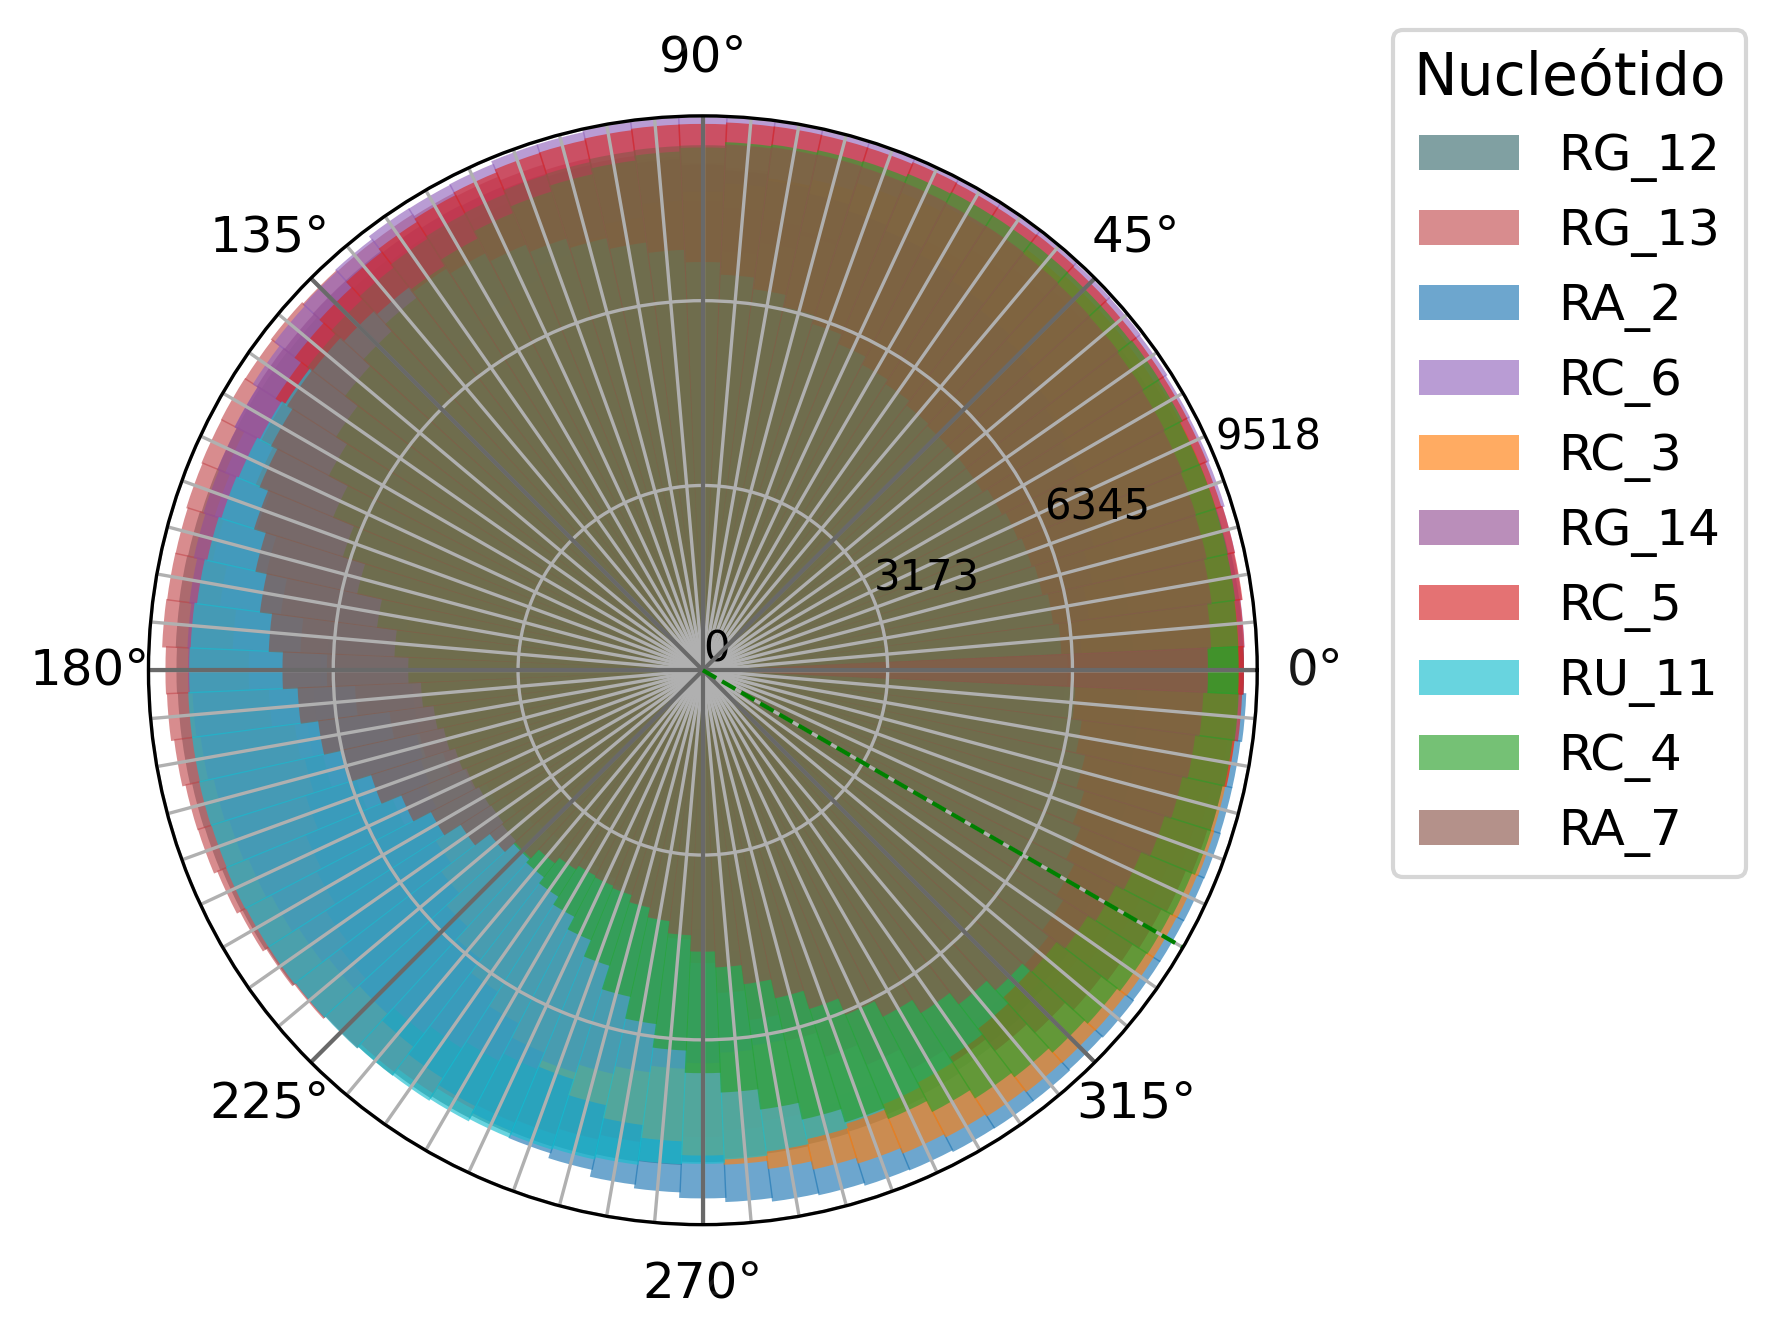 90°
135°
45°
180°
0°
225°
315°
270°
0
3173
6345
9518
Nucleótido
RG_12
RG_13
RA_2
RC_6
RC_3
RG_14
RC_5
RU_11
RC_4
RA_7